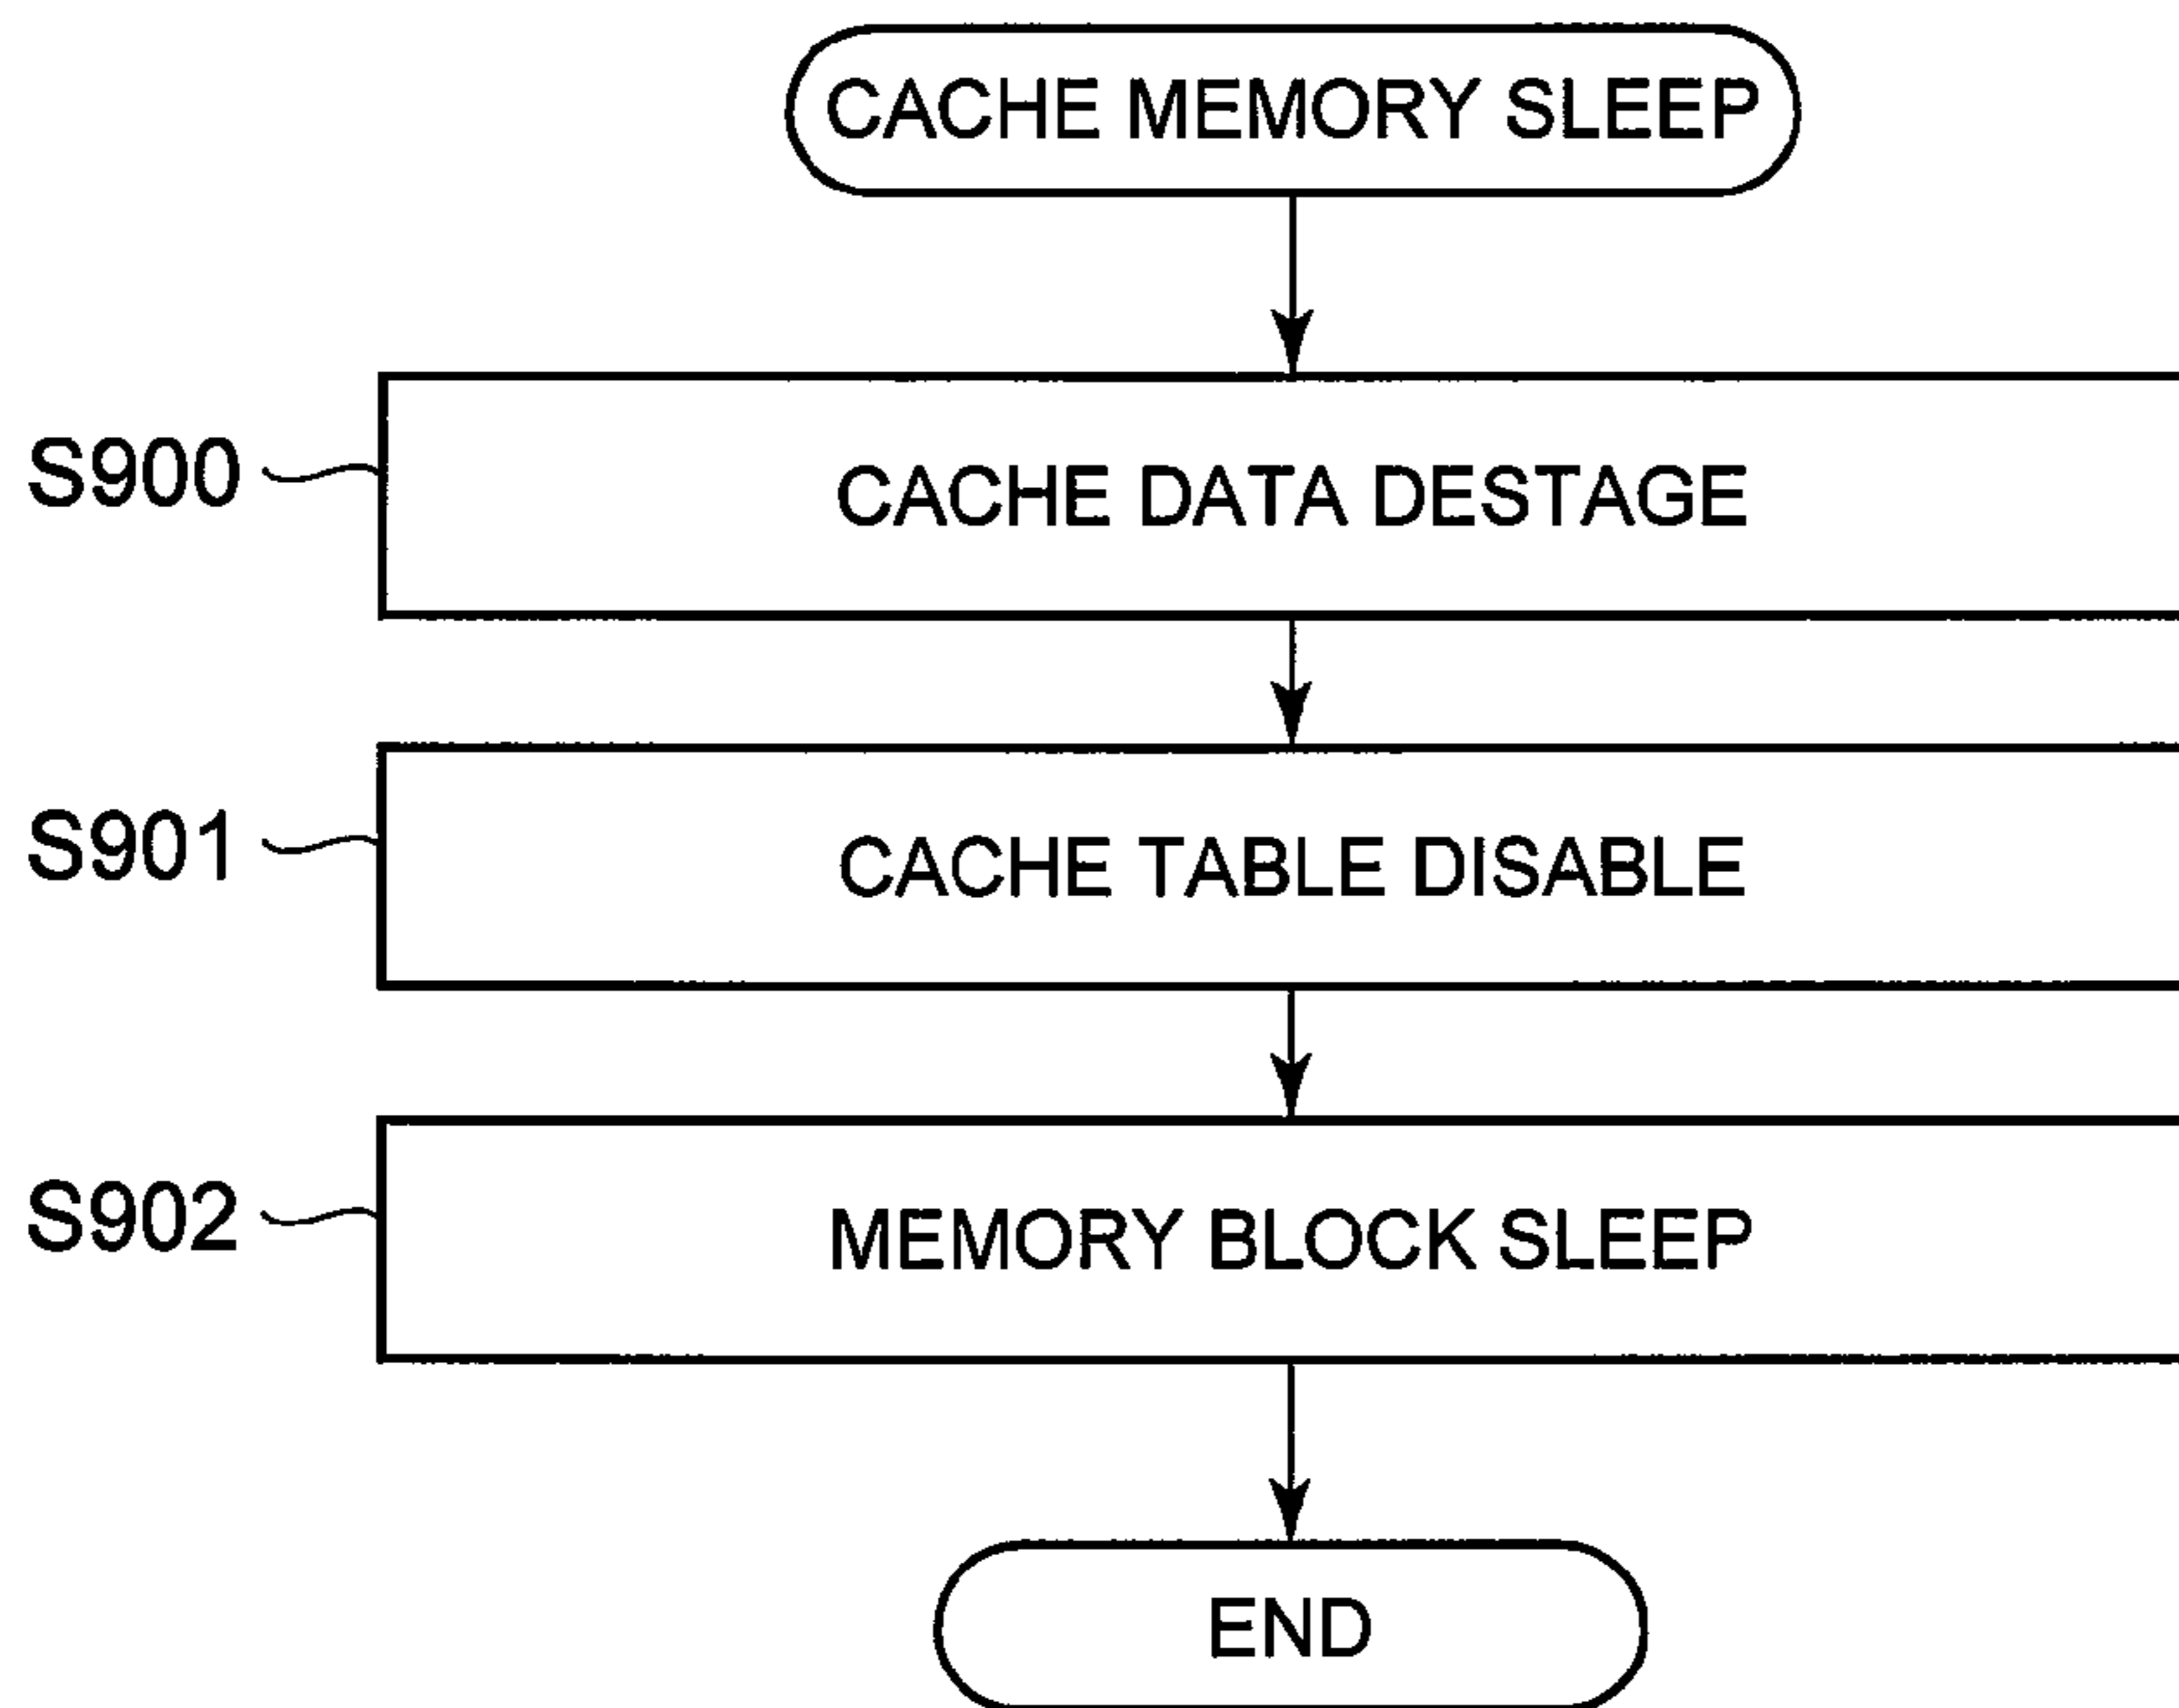 CACHE MEMORY SLEEP
S900 CACHE DATA DESTAGE
S901 CACHE TABLE DISABLE
S902 MEMORY BLOCK SLEEP
END